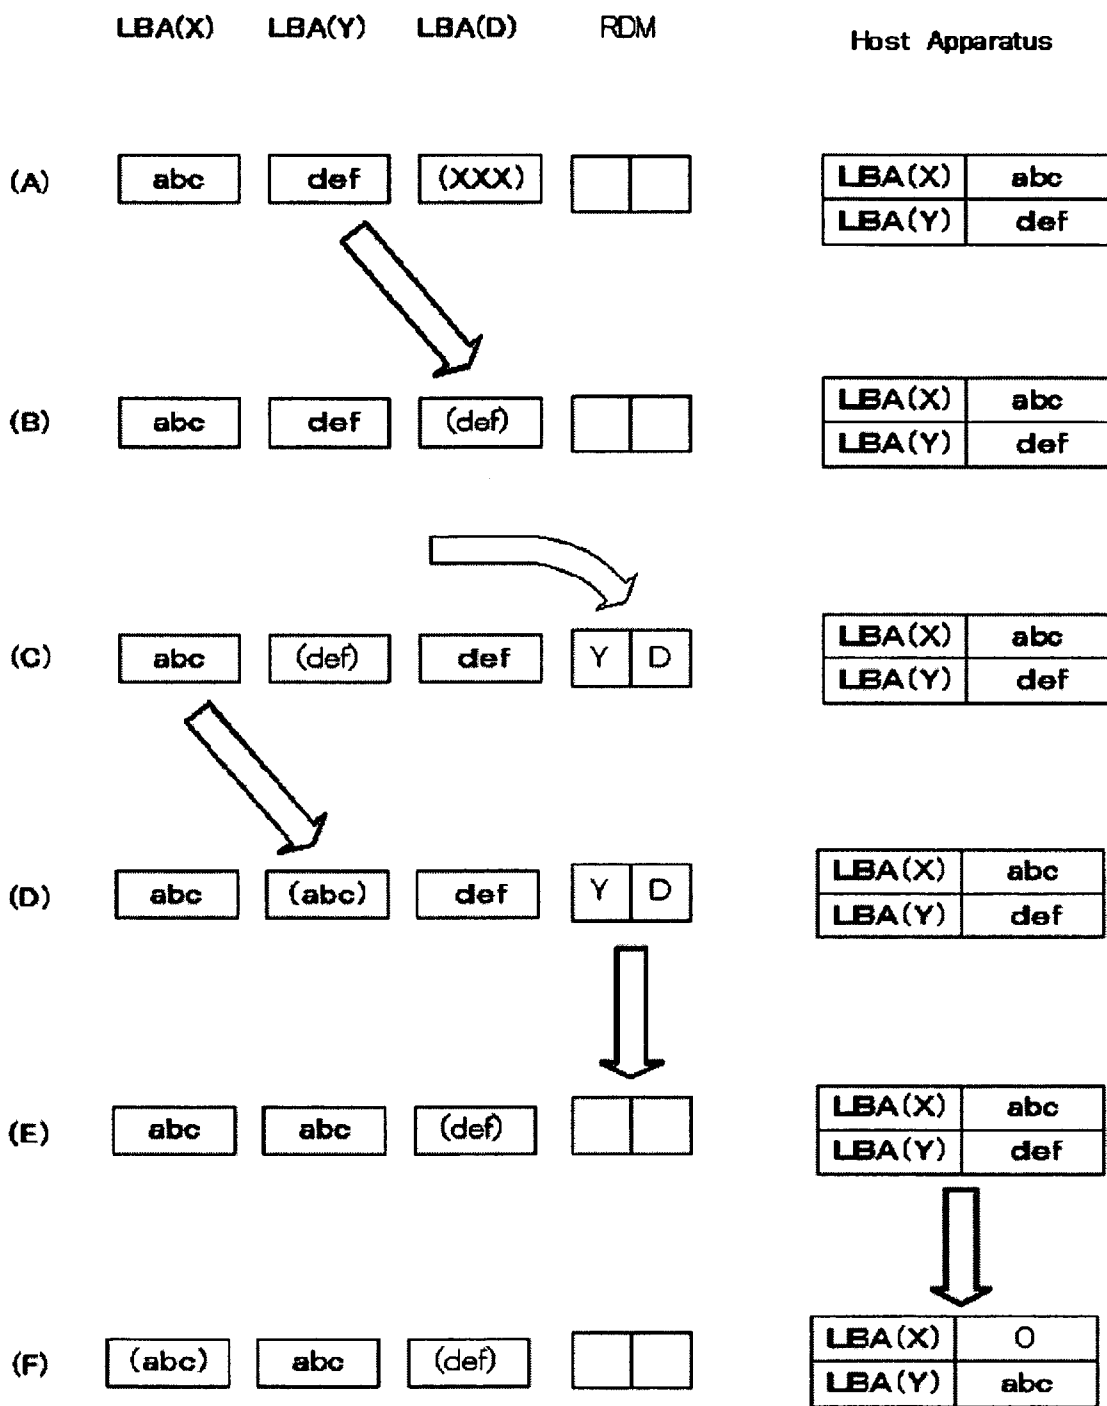 LBA(X) LBA(Y) LBA(D) RDM Host Apparatus
(A) abc def (XXX) LBA(X) abc
LBA(Y) def
(B) abc def (def) LBA(X) abc
LBA(Y) def
(C) abc (def) def Y D LBA(X) abc
LBA(Y) def
(D) abc (abc) def Y D LBA(X) abc
LBA(Y) def
(E) abc abc (def) LBA(X) abc
LBA(Y) def
(F) (abc) abc (def) LBA(X) 0
LBA(Y) abc